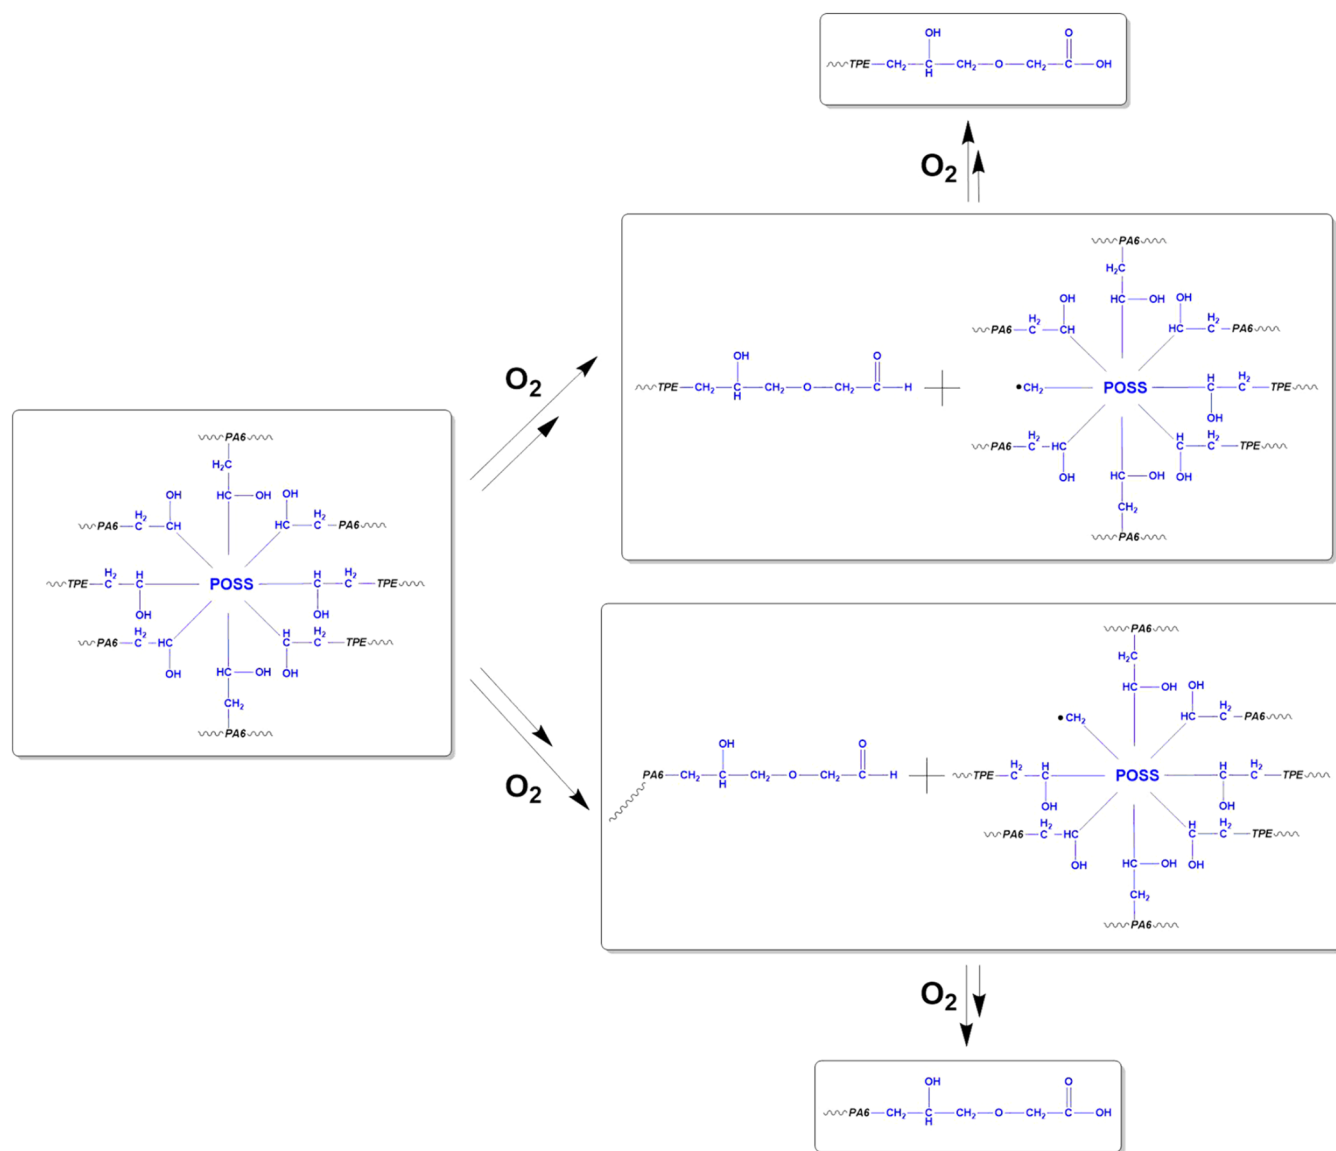 OH O
TPE—CH₂—C—CH₂—O—CH₂—C—OH
H
O₂
PA6
H₂C
OH HC—OH OH
PA6—C—CH HC—C—PA6
H₂ H₂
OH O
TPE—CH₂—C—CH₂—O—CH₂—C—H
H
+
•CH₂ POSS H H₂
C—C—TPE
OH
PA6—C—HC H H₂
H₂ C—C—TPE
OH HC—OH OH
CH₂
PA6
O₂
PA6
H₂C
OH HC—OH OH
H₂ H₂
PA6—C—CH HC—C—PA6
H₂ H H H₂
TPE—C—C POSS C—C—TPE
OH OH
H₂ H H₂
PA6—C—HC C—C—TPE
OH HC—OH OH
CH₂
PA6
O₂
OH O
PA6—CH₂—C—CH₂—O—CH₂—C—H
H
+
PA6
H₂C
•CH₂ HC—OH OH
H₂
HC—C—PA6
H₂ H H H₂
TPE—C—C POSS C—C—TPE
OH OH
H₂ H H₂
PA6—C—HC C—C—TPE
OH HC—OH OH
CH₂
PA6
O₂
OH O
PA6—CH₂—C—CH₂—O—CH₂—C—OH
H